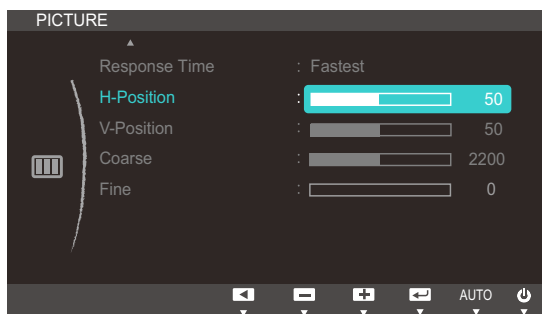 PICTURE
Response Time : Fastest
H-Position : 50
V-Position : 50
Coarse : 2200
Fine : 0
AUTO